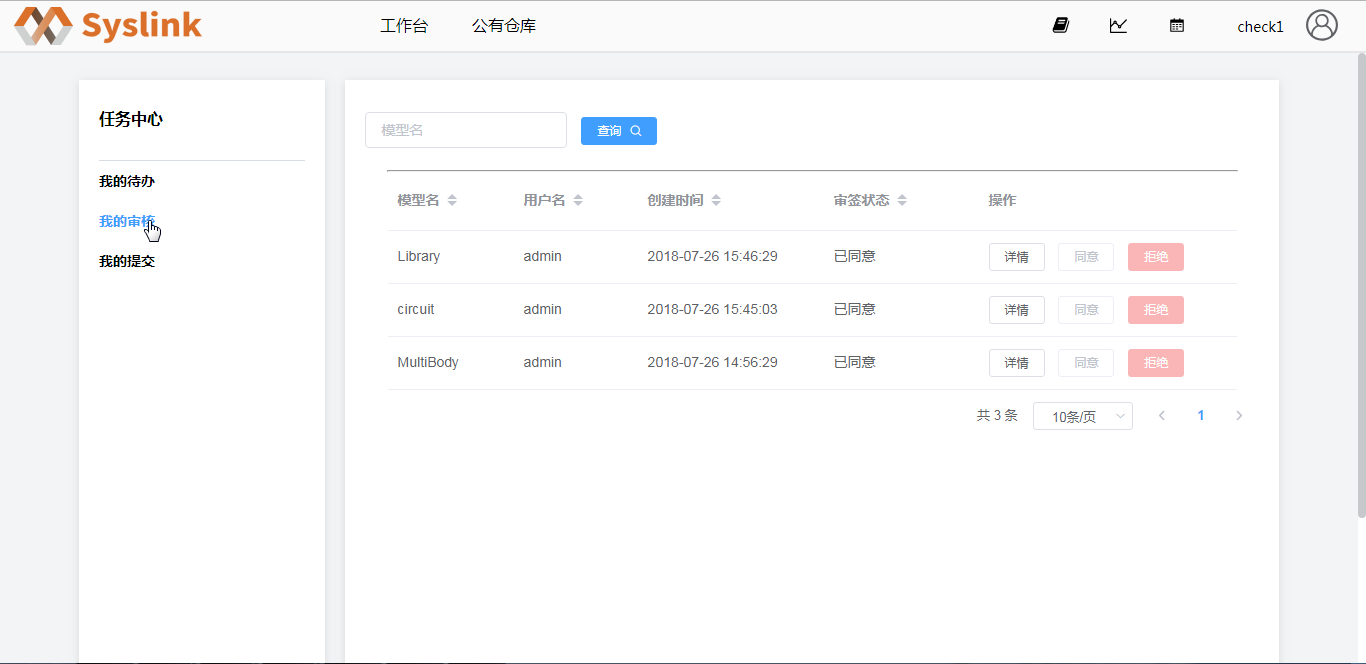 Syslink 工作台 公有仓库 check1
任务中心
我的待办
我的审核
我的提交
模型名 查询
模型名 用户名 创建时间 审签状态 操作
Library admin 2018-07-26 15:46:29 已同意 详情 同意 拒绝
circuit admin 2018-07-26 15:45:03 已同意 详情 同意 拒绝
MultiBody admin 2018-07-26 14:56:29 已同意 详情 同意 拒绝
共 3 条 10条/页 1